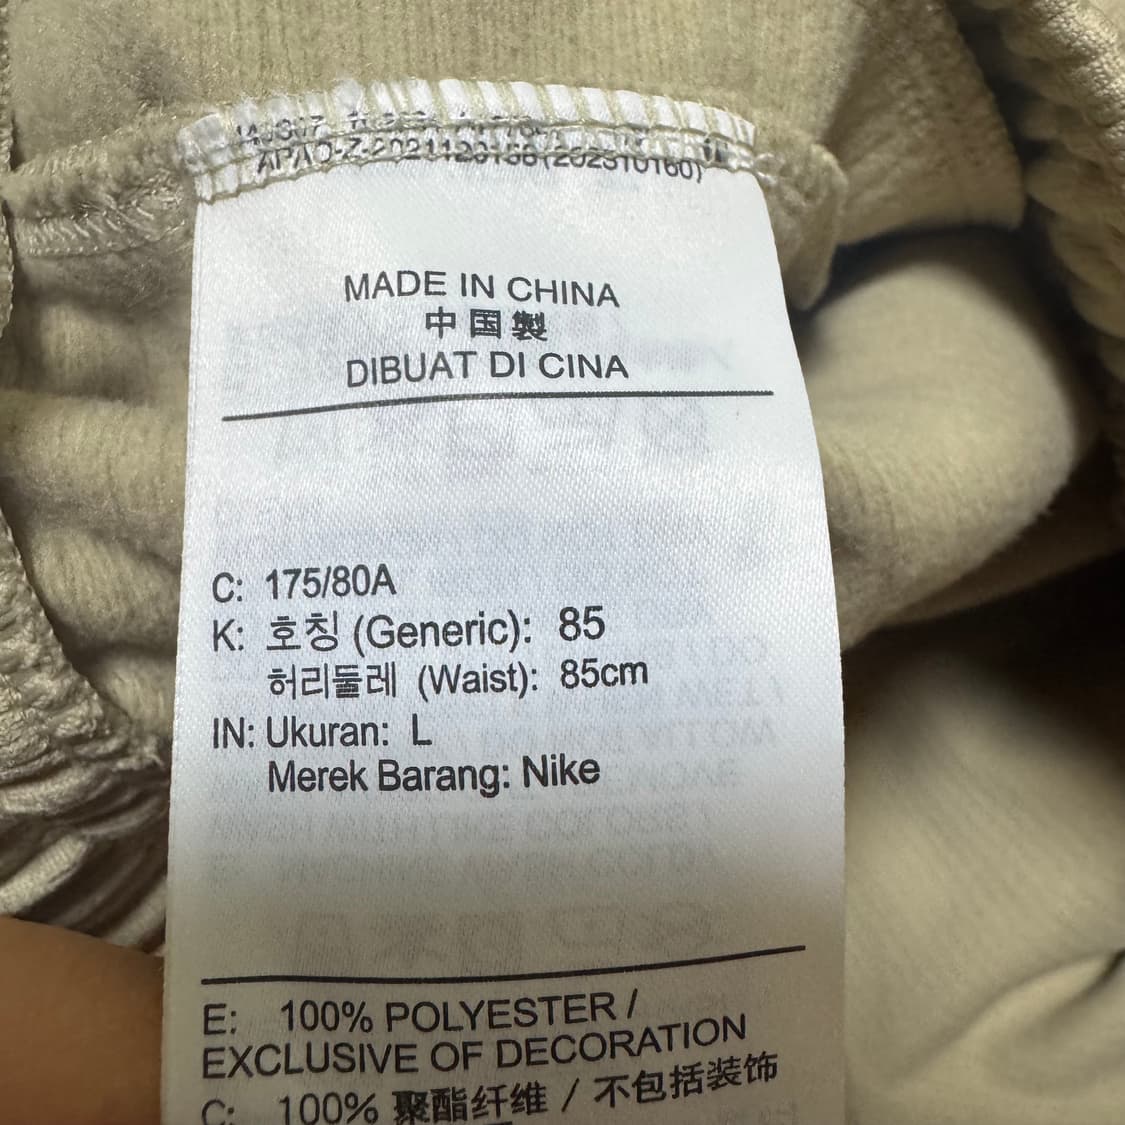 MADE IN CHINA
中国製
DIBUAT DI CINA
C: 175/80A
K: 호칭 (Generic): 85
허리둘레 (Waist): 85cm
IN: Ukuran: L
Merek Barang: Nike
E: 100% POLYESTER /
EXCLUSIVE OF DECORATION
C: 100% 聚酯纤维 / 不包括装饰